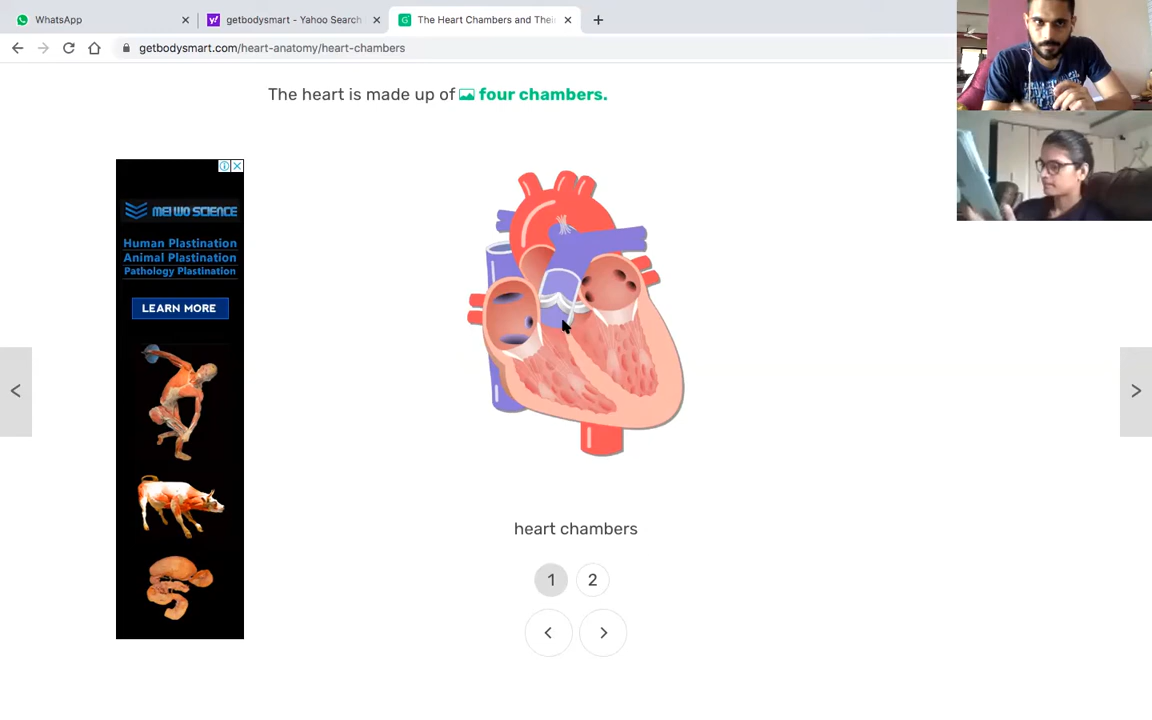 WhatsApp
getbodysmart - Yahoo Search
The Heart Chambers and Thei
getbodysmart.com/heart-anatomy/heart-chambers
The heart is made up of four chambers.
MEI WO SCIENCE
Human Plastination
Animal Plastination
Pathology Plastination
LEARN MORE
heart chambers
1 2